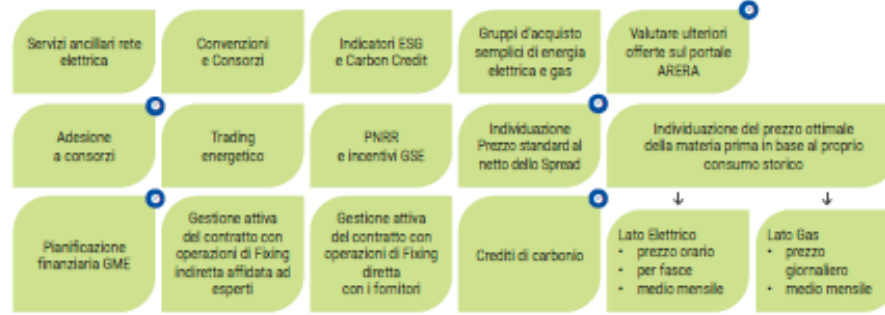 Servizi ancillari rete
elettrica
Convenzioni
e Consorzi
Indicatori ESG
e Carbon Credit
Gruppi d'acquisto
semplici di energia
elettrica e gas
Valutare ulteriori
offerte sul portale
ARERA
Adesione
a consorzi
Trading
energetico
PNRR
e incentivi GSE
Individuazione
Prezzo standard al
netto dello Spread
Individuazione del prezzo ottimale
della materia prima in base al proprio
consumo storico
Pianificazione
finanziaria GME
Gestione attiva
del contratto con
operazioni di Fixing
indiretta affidata ad
esperti
Gestione attiva
del contratto con
operazioni di Fixing
diretta
con i fornitori
Crediti di carbonio
Lato Elettrico
• prezzo orario
• per fasce
• medio mensile
Lato Gas
• prezzo
giornaliero
• medio mensile